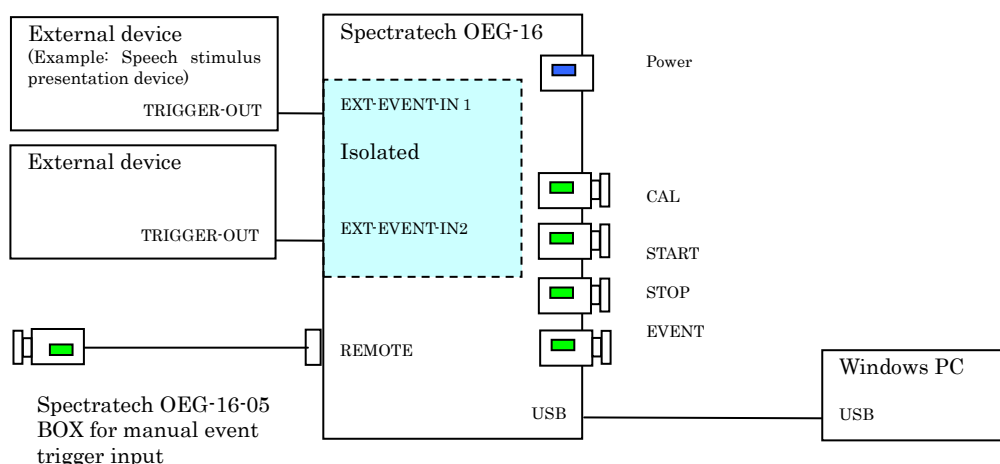 External device
(Example: Speech stimulus
presentation device)
TRIGGER-OUT
External device
TRIGGER-OUT
Spectratech OEG-16
EXT-EVENT-IN 1
Isolated
EXT-EVENT-IN2
REMOTE
USB
Power
CAL
START
STOP
EVENT
Windows PC
USB
Spectratech OEG-16-05
BOX for manual event
trigger input